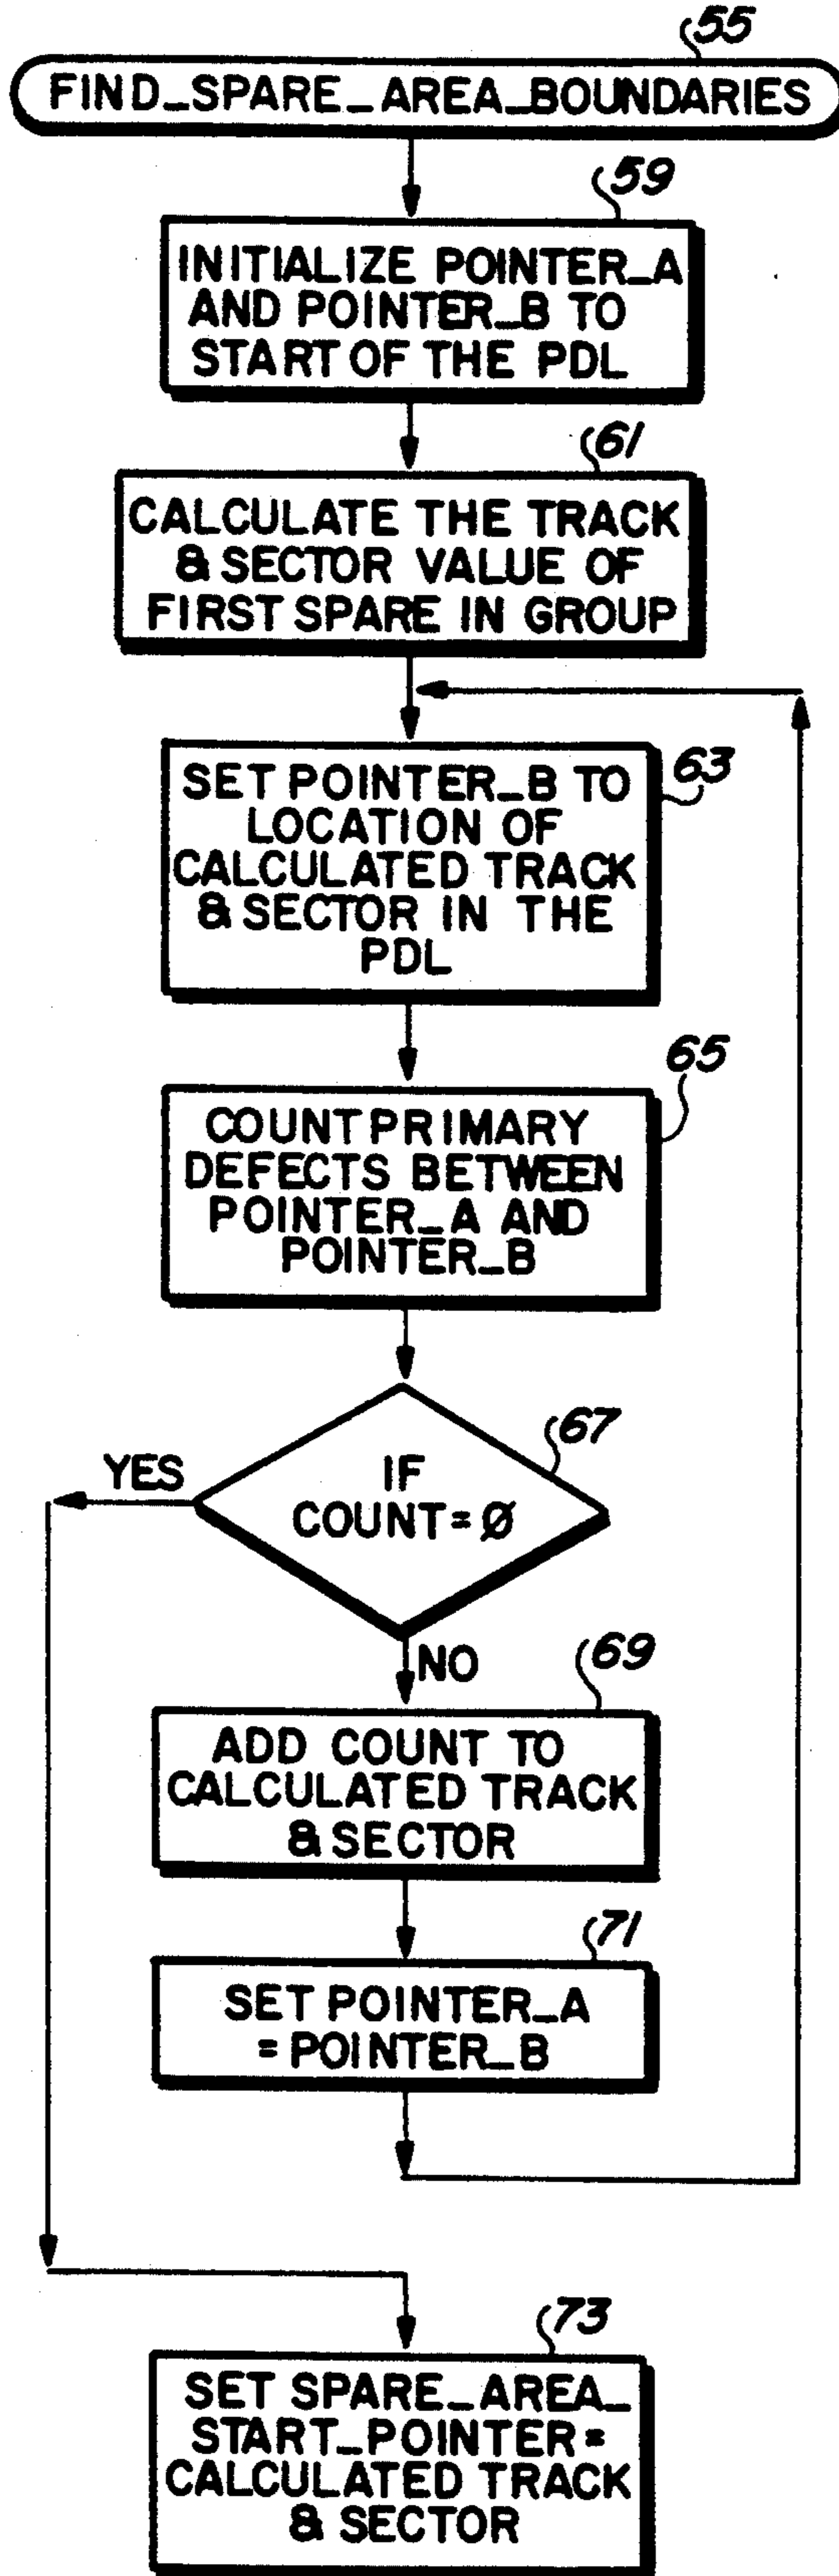 55
FIND_SPARE_AREA_BOUNDARIES
59
INITIALIZE POINTER_A
AND POINTER_B TO
START OF THE PDL
61
CALCULATE THE TRACK
& SECTOR VALUE OF
FIRST SPARE IN GROUP
63
SET POINTER_B TO
LOCATION OF
CALCULATED TRACK
& SECTOR IN THE
PDL
65
COUNT PRIMARY
DEFECTS BETWEEN
POINTER_A AND
POINTER_B
67
YES
IF
COUNT=Ø
NO
69
ADD COUNT TO
CALCULATED TRACK
& SECTOR
71
SET POINTER_A
= POINTER_B
73
SET SPARE_AREA_
START_POINTER=
CALCULATED TRACK
& SECTOR